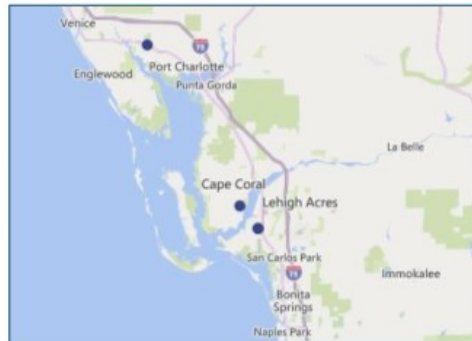 Venice
75
Englewood
Port Charlotte
Punta Gorda
La Belle
Cape Coral
Lehigh Acres
San Carlos Park
75
Immokalee
Bonita
Springs
Naples Park